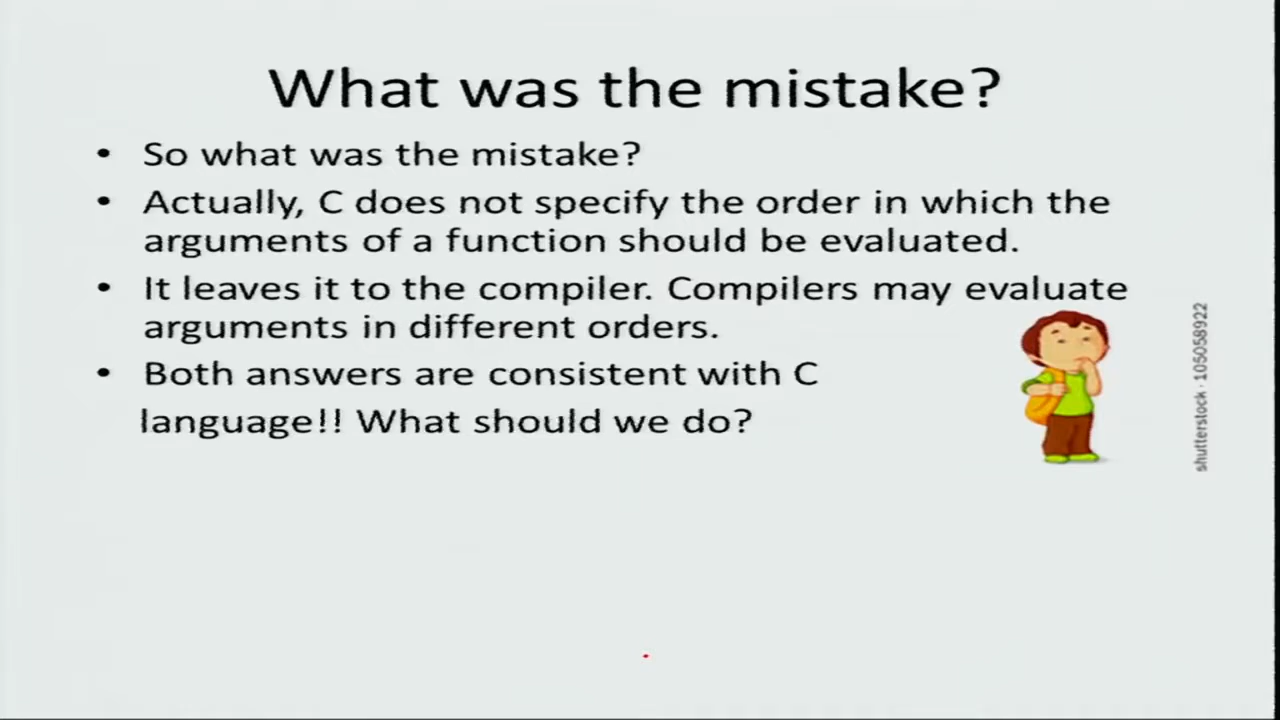 What was the mistake?
• So what was the mistake?
• Actually, C does not specify the order in which the
arguments of a function should be evaluated.
• It leaves it to the compiler. Compilers may evaluate
arguments in different orders.
• Both answers are consistent with C
language!! What should we do?
shutterstock · 105058922